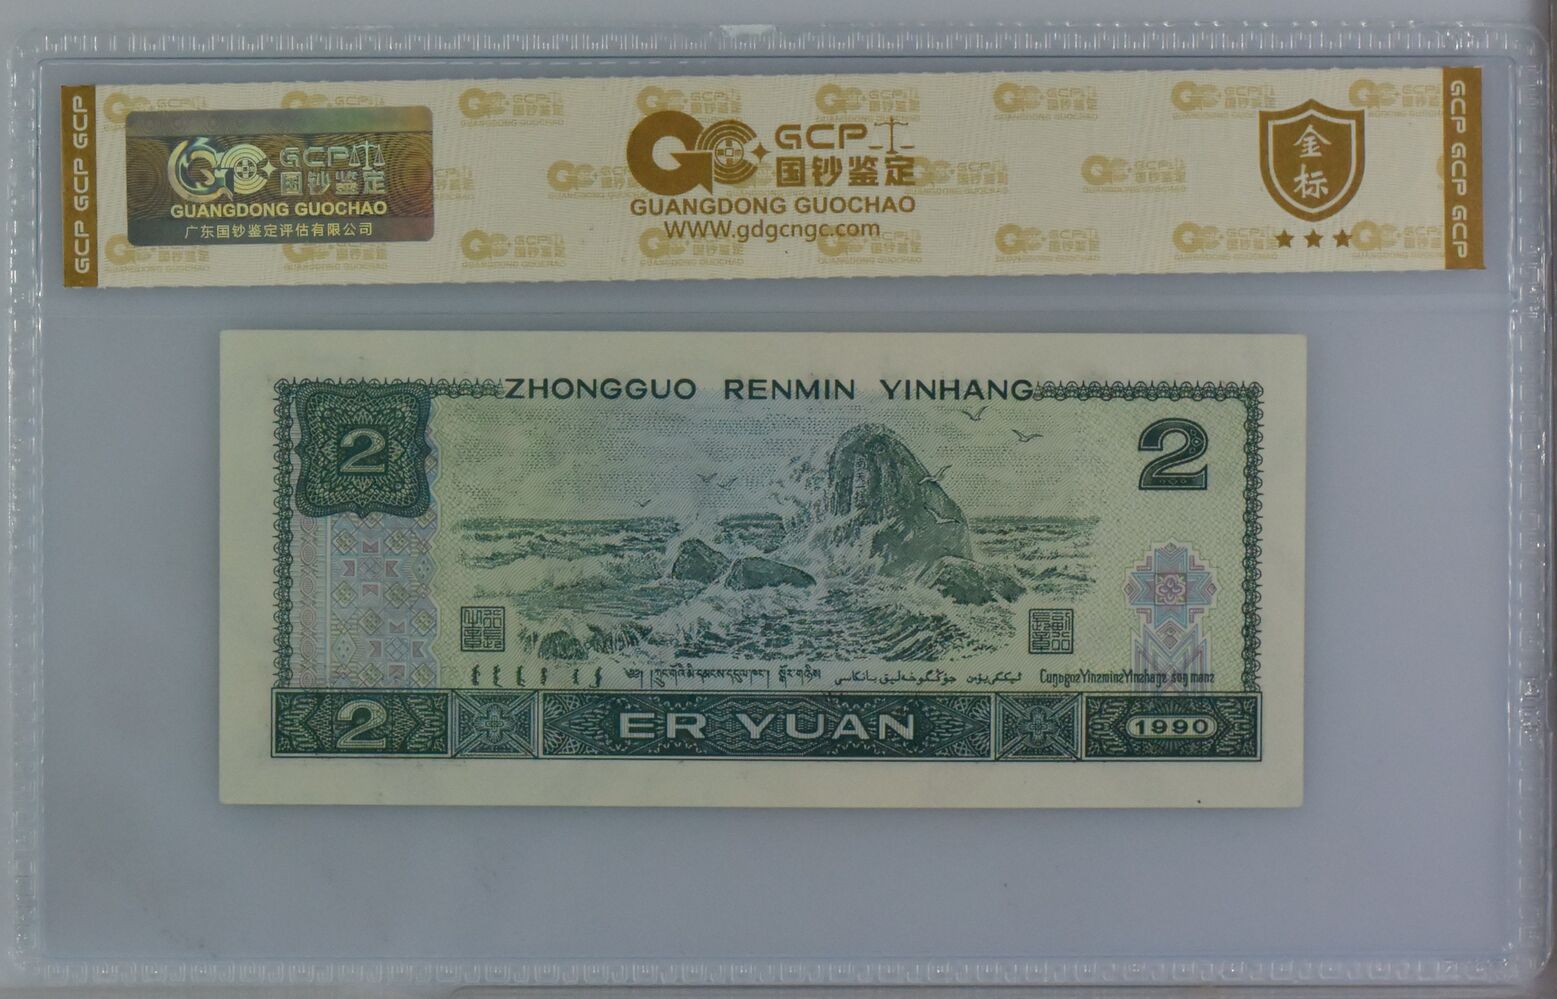 GCP GCP GCP
GCP
国钞鉴定
GUANGDONG GUOCHAO
广东国钞鉴定评估有限公司
GCP
国钞鉴定
GUANGDONG GUOCHAO
WWW.gdgcngc.com
金标
GCP GCP GCP
ZHONGGUO RENMIN YINHANG
2
2
2
ER YUAN
1990